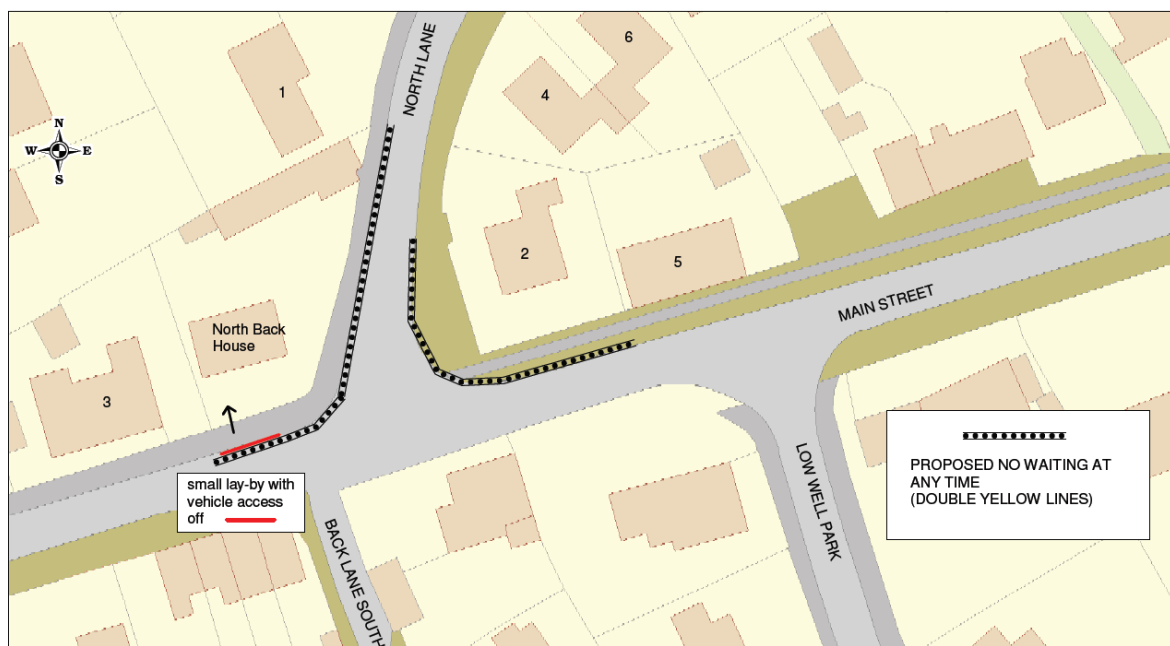 NORTH LANE
6
4
1
N
W E
S
2
5
MAIN STREET
North Back
House
3
small lay-by with
vehicle access
off
BACK LANE SOUTH
LOW WELL PARK
PROPOSED NO WAITING AT
ANY TIME
(DOUBLE YELLOW LINES)